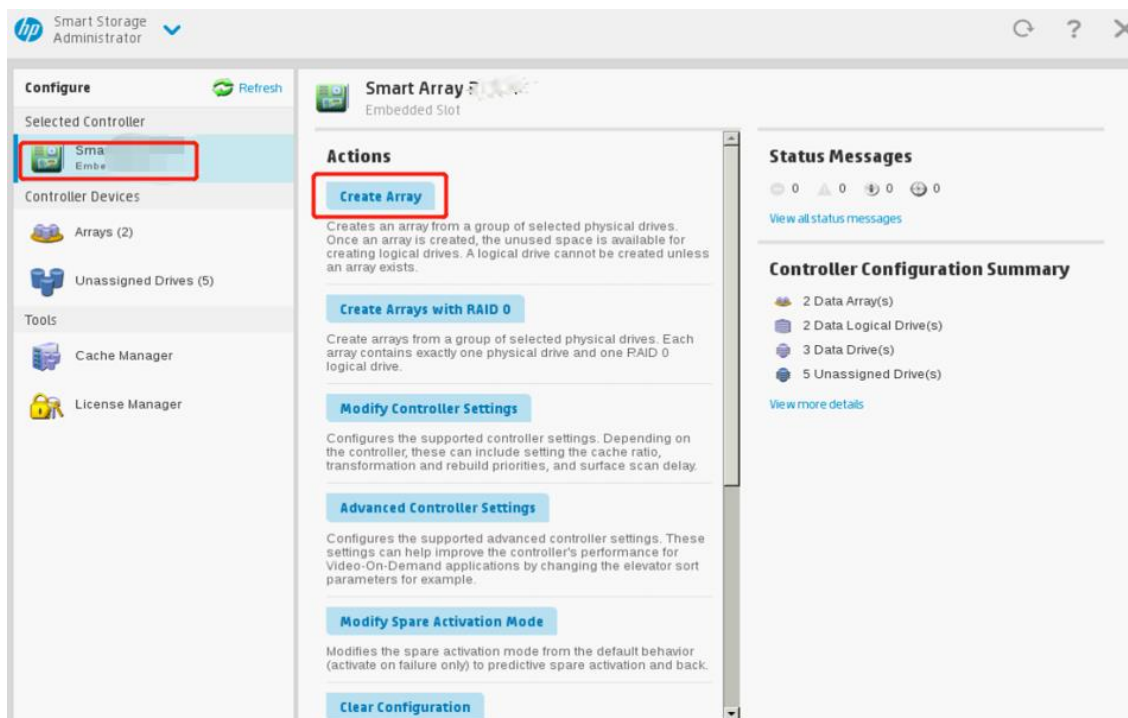 hp
Smart Storage
Administrator
Configure
Refresh
Selected Controller
Sma
Embe
Controller Devices
Arrays (2)
Unassigned Drives (5)
Tools
Cache Manager
License Manager
Smart Array
Embedded Slot
Actions
Create Array
Creates an array from a group of selected physical drives.
Once an array is created, the unused space is available for
creating logical drives. A logical drive cannot be created unless
an array exists.
Create Arrays with RAID 0
Create arrays from a group of selected physical drives. Each
array contains exactly one physical drive and one RAID 0
logical drive.
Modify Controller Settings
Configures the supported controller settings. Depending on
the controller, these can include setting the cache ratio,
transformation and rebuild priorities, and surface scan delay.
Advanced Controller Settings
Configures the supported advanced controller settings. These
settings can help improve the controller's performance for
Video-On-Demand applications by changing the elevator sort
parameters for example.
Modify Spare Activation Mode
Modifies the spare activation mode from the default behavior
(activate on failure only) to predictive spare activation and back.
Clear Configuration
Status Messages
0 0 0 0
View all status messages
Controller Configuration Summary
2 Data Array(s)
2 Data Logical Drive(s)
3 Data Drive(s)
5 Unassigned Drive(s)
View more details